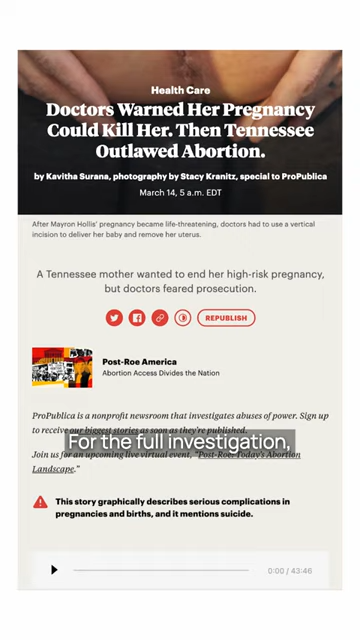 Health Care
Doctors Warned Her Pregnancy
Could Kill Her. Then Tennessee
Outlawed Abortion.
by Kavitha Surana, photography by Stacy Kranitz, special to ProPublica
March 14, 5 a.m. EDT
After Mayron Hollis' pregnancy became life-threatening, doctors had to use a vertical
incision to deliver her baby and remove her uterus.
A Tennessee mother wanted to end her high-risk pregnancy,
but doctors feared prosecution.
REPUBLISH
Post-Roe America
Abortion Access Divides the Nation
ProPublica is a nonprofit newsroom that investigates abuses of power. Sign up
to receive our biggest stories as soon as they're published.
For the full investigation,
Join us for an upcoming live virtual event, "Post-Roe: Today's Abortion
Landscape."
This story graphically describes serious complications in
pregnancies and births, and it mentions suicide.
0:00 / 43:46